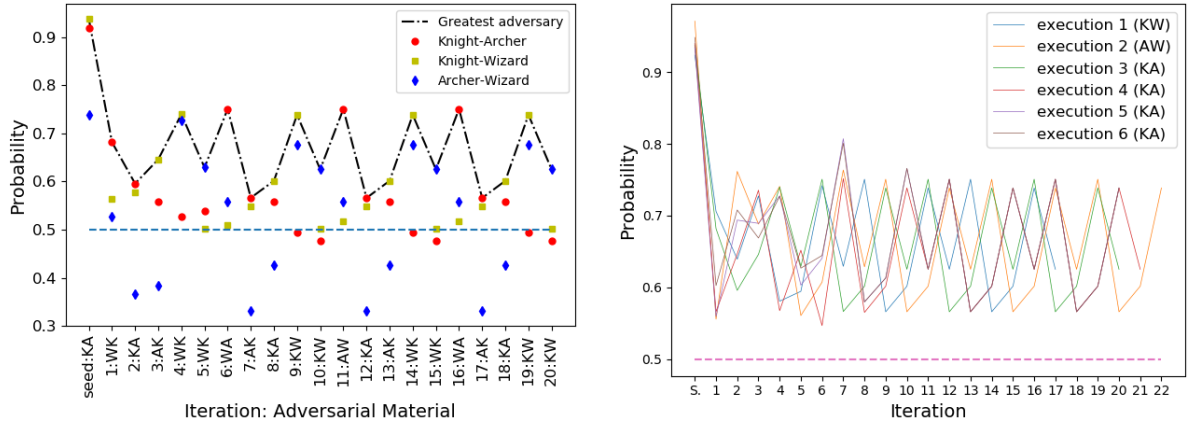 Greatest adversary
Knight-Archer
Knight-Wizard
Archer-Wizard
Probability
0.9
0.8
0.7
0.6
0.5
0.4
0.3
seed:KA
1:WK
2:KA
3:AK
4:WK
5:WK
6:WA
7:AK
8:KA
9:KW
10:KW
11:AW
12:KA
13:AK
14:WK
15:WK
16:WA
17:AK
18:KA
19:KW
20:KW
Iteration: Adversarial Material
execution 1 (KW)
execution 2 (AW)
execution 3 (KA)
execution 4 (KA)
execution 5 (KA)
execution 6 (KA)
Probability
0.9
0.8
0.7
0.6
0.5
S. 1 2 3 4 5 6 7 8 9 10 11 12 13 14 15 16 17 18 19 20 21 22
Iteration